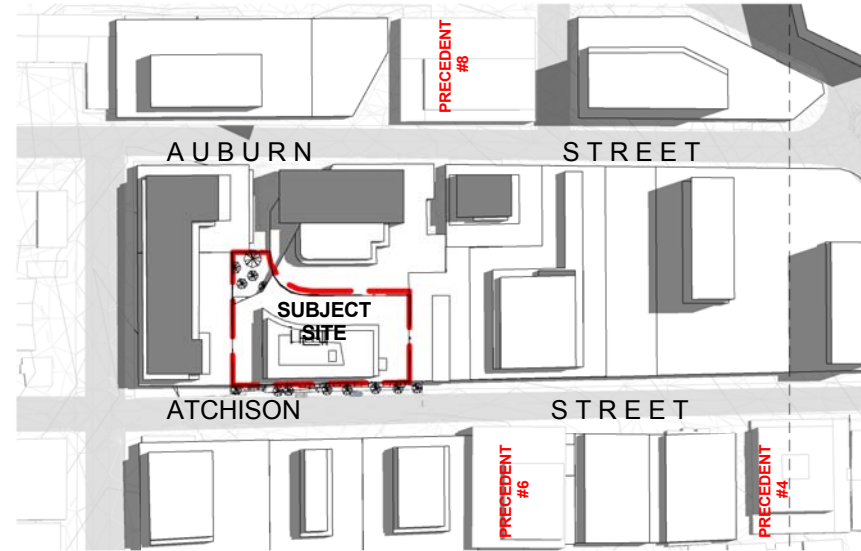 PRECEDENT
#8
AUBURN STREET
SUBJECT
SITE
ATCHISON STREET
PRECEDENT
#6
PRECEDENT
#4